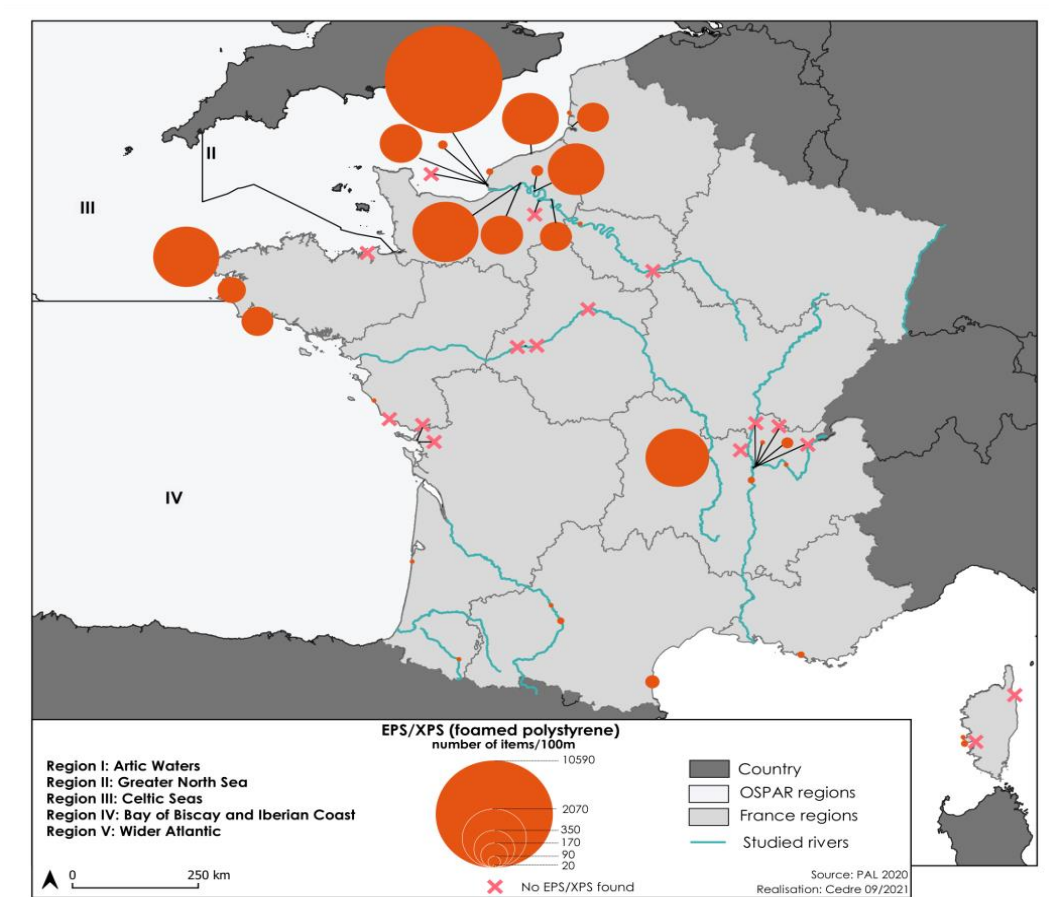 II
III
IV
EPS/XPS (foamed polystyrene)
number of items/100m
10590
2070
350
170
90
20
No EPS/XPS found
Region I: Artic Waters
Region II: Greater North Sea
Region III: Celtic Seas
Region IV: Bay of Biscay and Iberian Coast
Region V: Wider Atlantic
0 250 km
Country
OSPAR regions
France regions
Studied rivers
Source: PAL 2020
Realisation: Cedre 09/2021